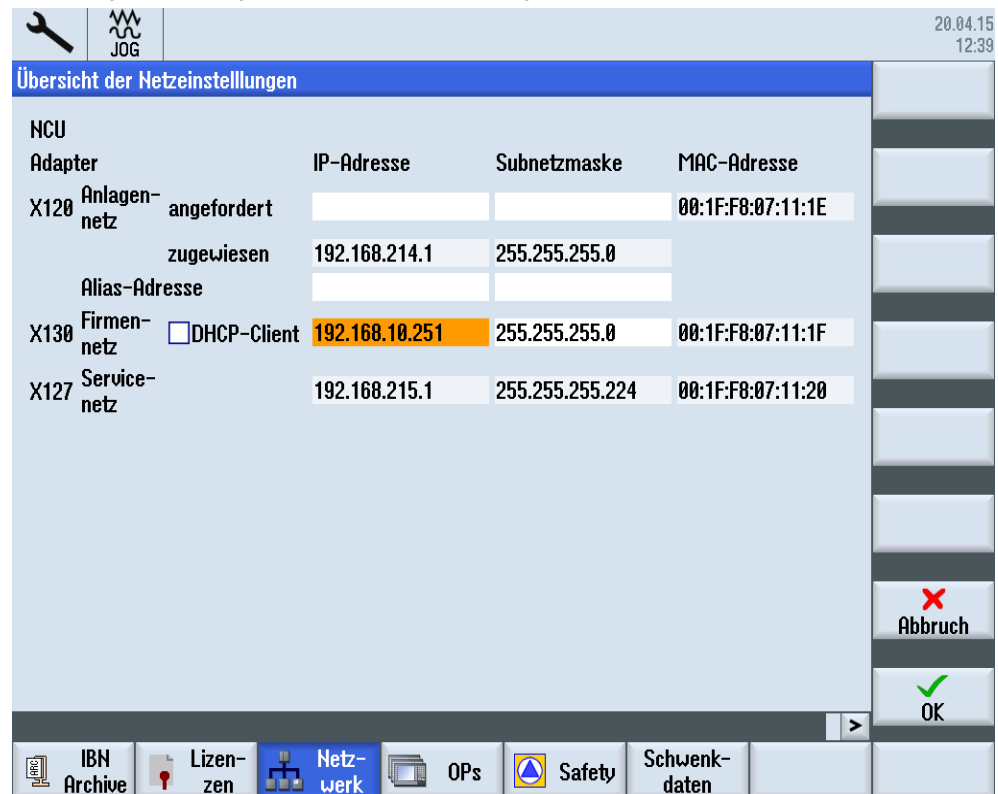 JOG
20.04.15
12:39
Übersicht der Netzeinstelllungen
NCU
Adapter IP-Adresse Subnetzmaske MAC-Adresse
X120 Anlagen-
netz angefordert 00:1F:F8:07:11:1E
zugewiesen 192.168.214.1 255.255.255.0
Alias-Adresse
X130 Firmen-
netz DHCP-Client 192.168.10.251 255.255.255.0 00:1F:F8:07:11:1F
X127 Service-
netz 192.168.215.1 255.255.255.224 00:1F:F8:07:11:20
Abbruch
OK
>
ARC IBN
Archive
Lizen-
zen
Netz-
werk
OPs
Safety
Schwenk-
daten